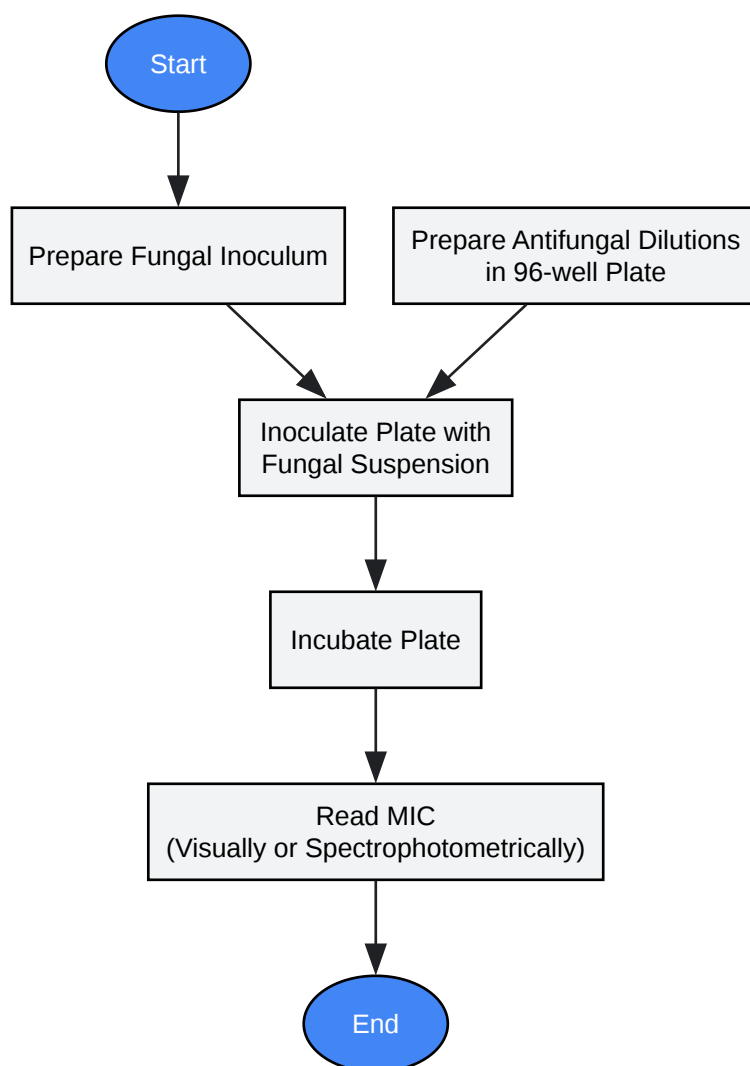 Start
Prepare Fungal Inoculum
Prepare Antifungal Dilutions
in 96-well Plate
Inoculate Plate with
Fungal Suspension
Incubate Plate
Read MIC
(Visually or Spectrophotometrically)
End